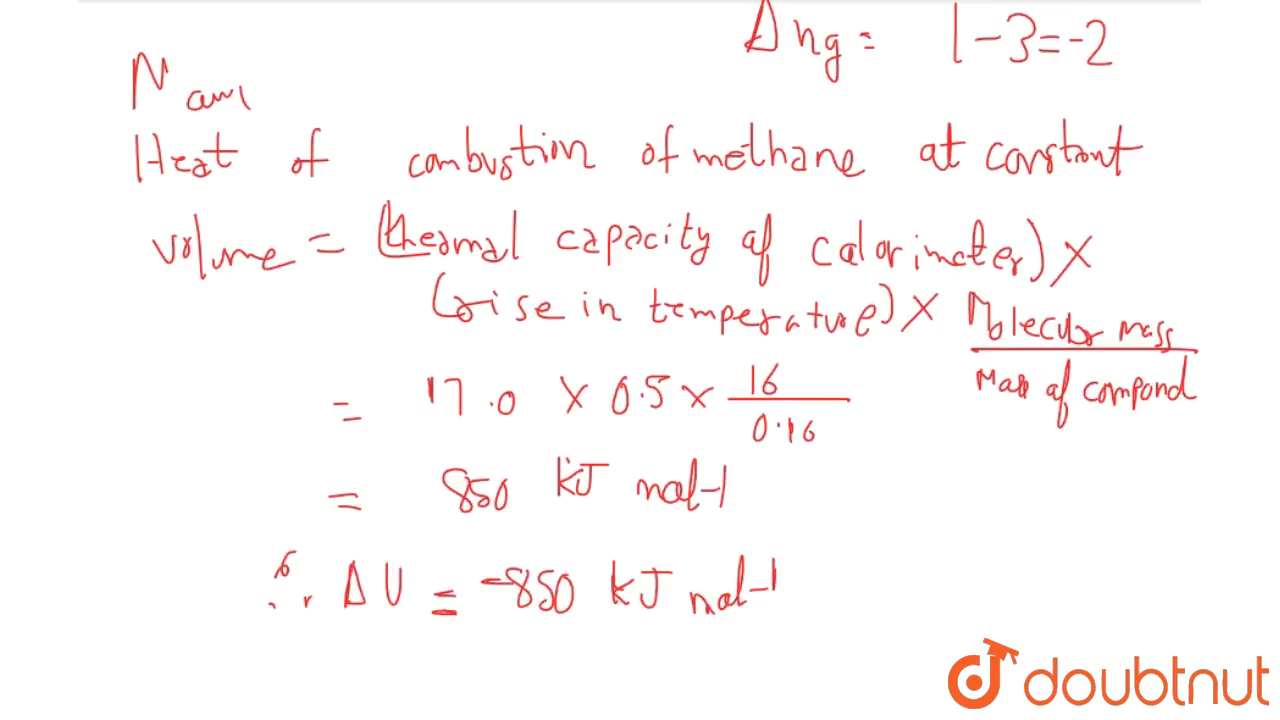 Δng = 1-3=-2
Heat of combustion of methane at constant
volume = (thermal capacity of calorimeter) ×
(rise in temperature) × Molecular mass
Mass of compond
= 17.0 × 0.5 × 16
0.16
= 850 kJ mol-1
∴ ΔU = -850 kJ mol-1
doubtnut